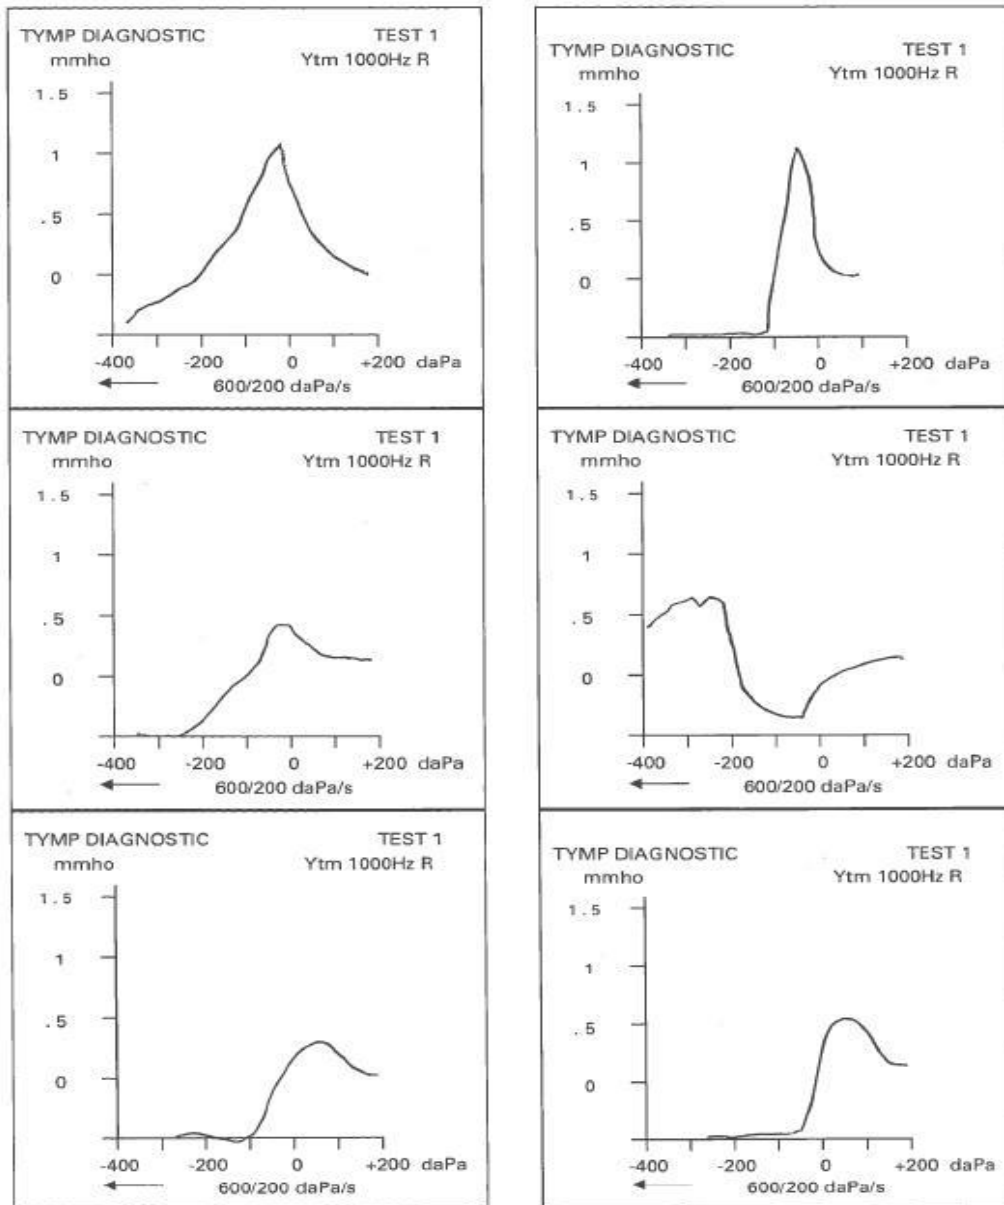 TYMP DIAGNOSTIC TEST 1
mmho Ytm 1000Hz R
1.5
1
.5
0
-400 -200 0 +200 daPa
600/200 daPa/s
TYMP DIAGNOSTIC TEST 1
mmho Ytm 1000Hz R
1.5
1
.5
0
-400 -200 0 +200 daPa
600/200 daPa/s
TYMP DIAGNOSTIC TEST 1
mmho Ytm 1000Hz R
1.5
1
.5
0
-400 -200 0 +200 daPa
600/200 daPa/s
TYMP DIAGNOSTIC TEST 1
mmho Ytm 1000Hz R
1.5
1
.5
0
-400 -200 0 +200 daPa
600/200 daPa/s
TYMP DIAGNOSTIC TEST 1
mmho Ytm 1000Hz R
1.5
1
.5
0
-400 -200 0 +200 daPa
600/200 daPa/s
TYMP DIAGNOSTIC TEST 1
mmho Ytm 1000Hz R
1.5
1
.5
0
-400 -200 0 +200 daPa
600/200 daPa/s